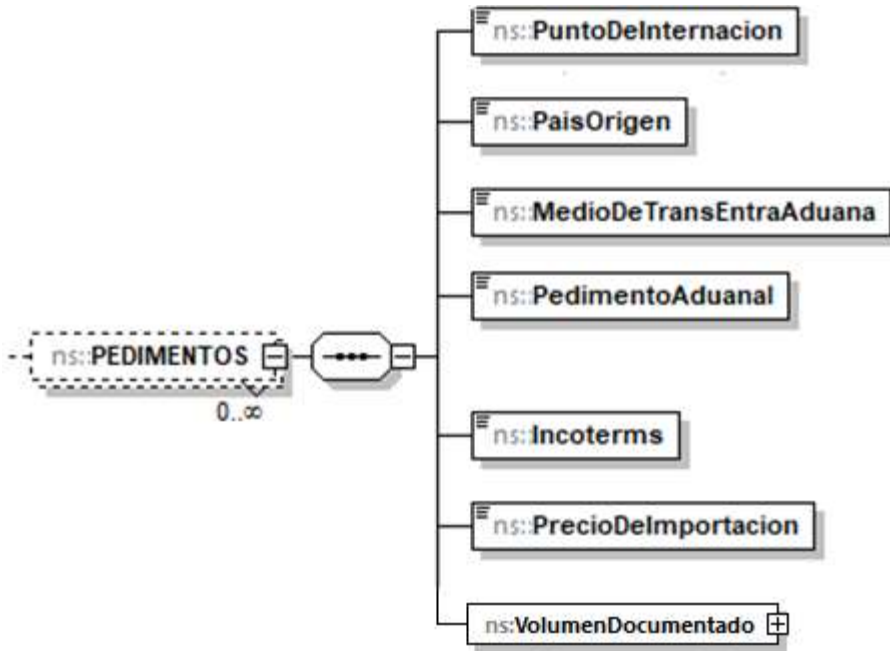 ns::PuntoDeInternacion
ns::PaisOrigen
ns::MedioDeTransEntraAduana
ns::PedimentoAduanal
ns::PEDIMENTOS
0..∞
ns::Incoterms
ns::PrecioDeImportacion
ns:VolumenDocumentado